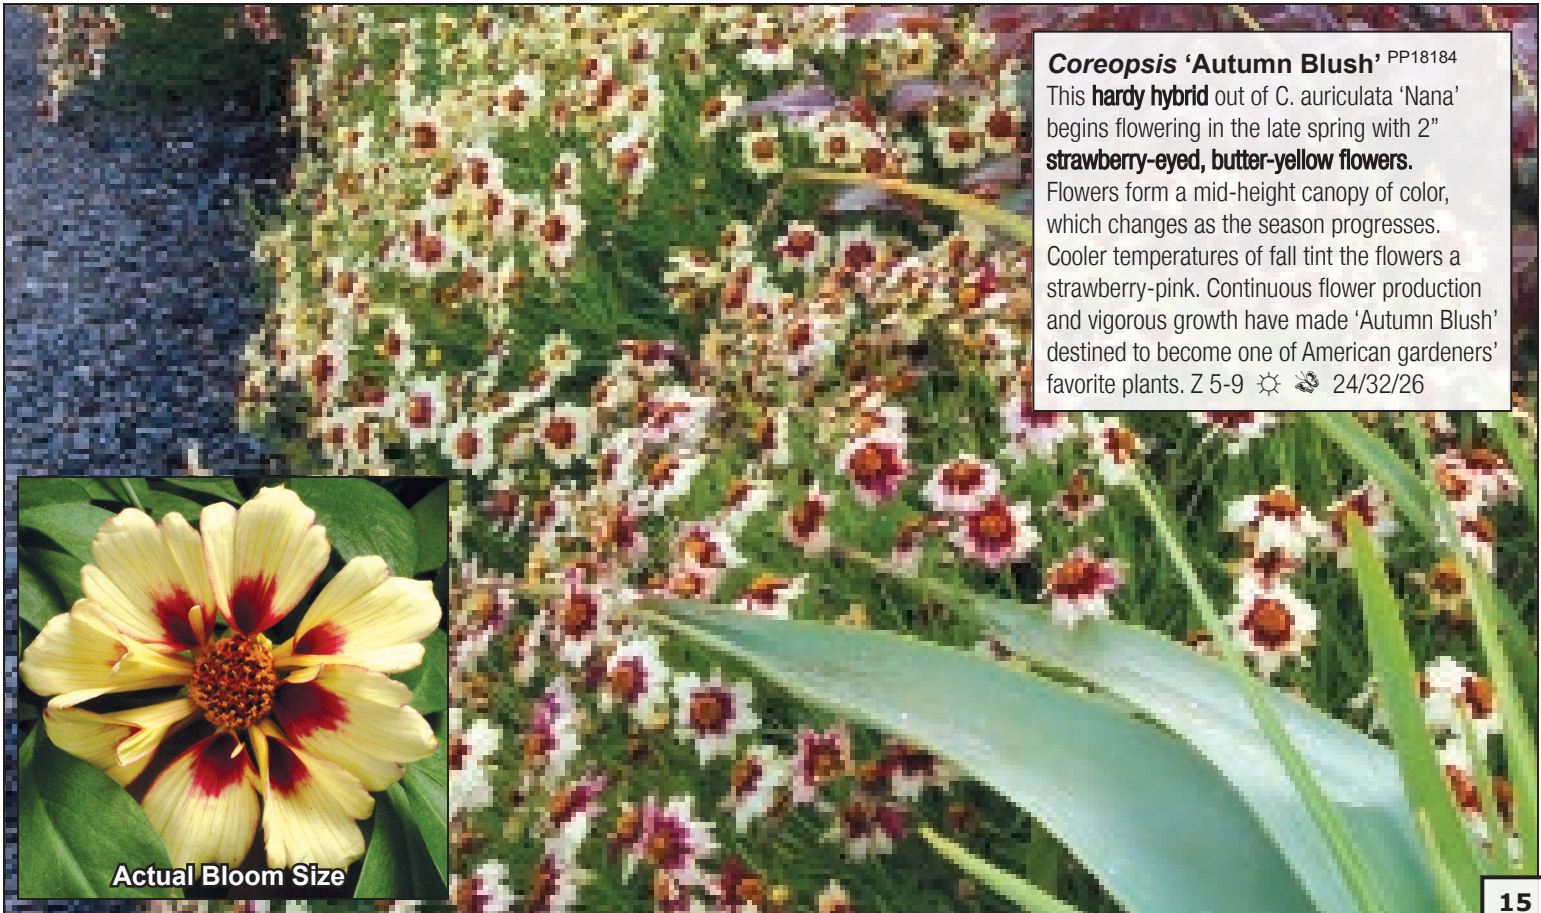 Coreopsis ‘Autumn Blush’ PP18184
This hardy hybrid out of C. auriculata ‘Nana’
begins flowering in the late spring with 2”
strawberry-eyed, butter-yellow flowers.
Flowers form a mid-height canopy of color,
which changes as the season progresses.
Cooler temperatures of fall tint the flowers a
strawberry-pink. Continuous flower production
and vigorous growth have made ‘Autumn Blush’
destined to become one of American gardeners’
favorite plants. Z 5-9 24/32/26
Actual Bloom Size
15